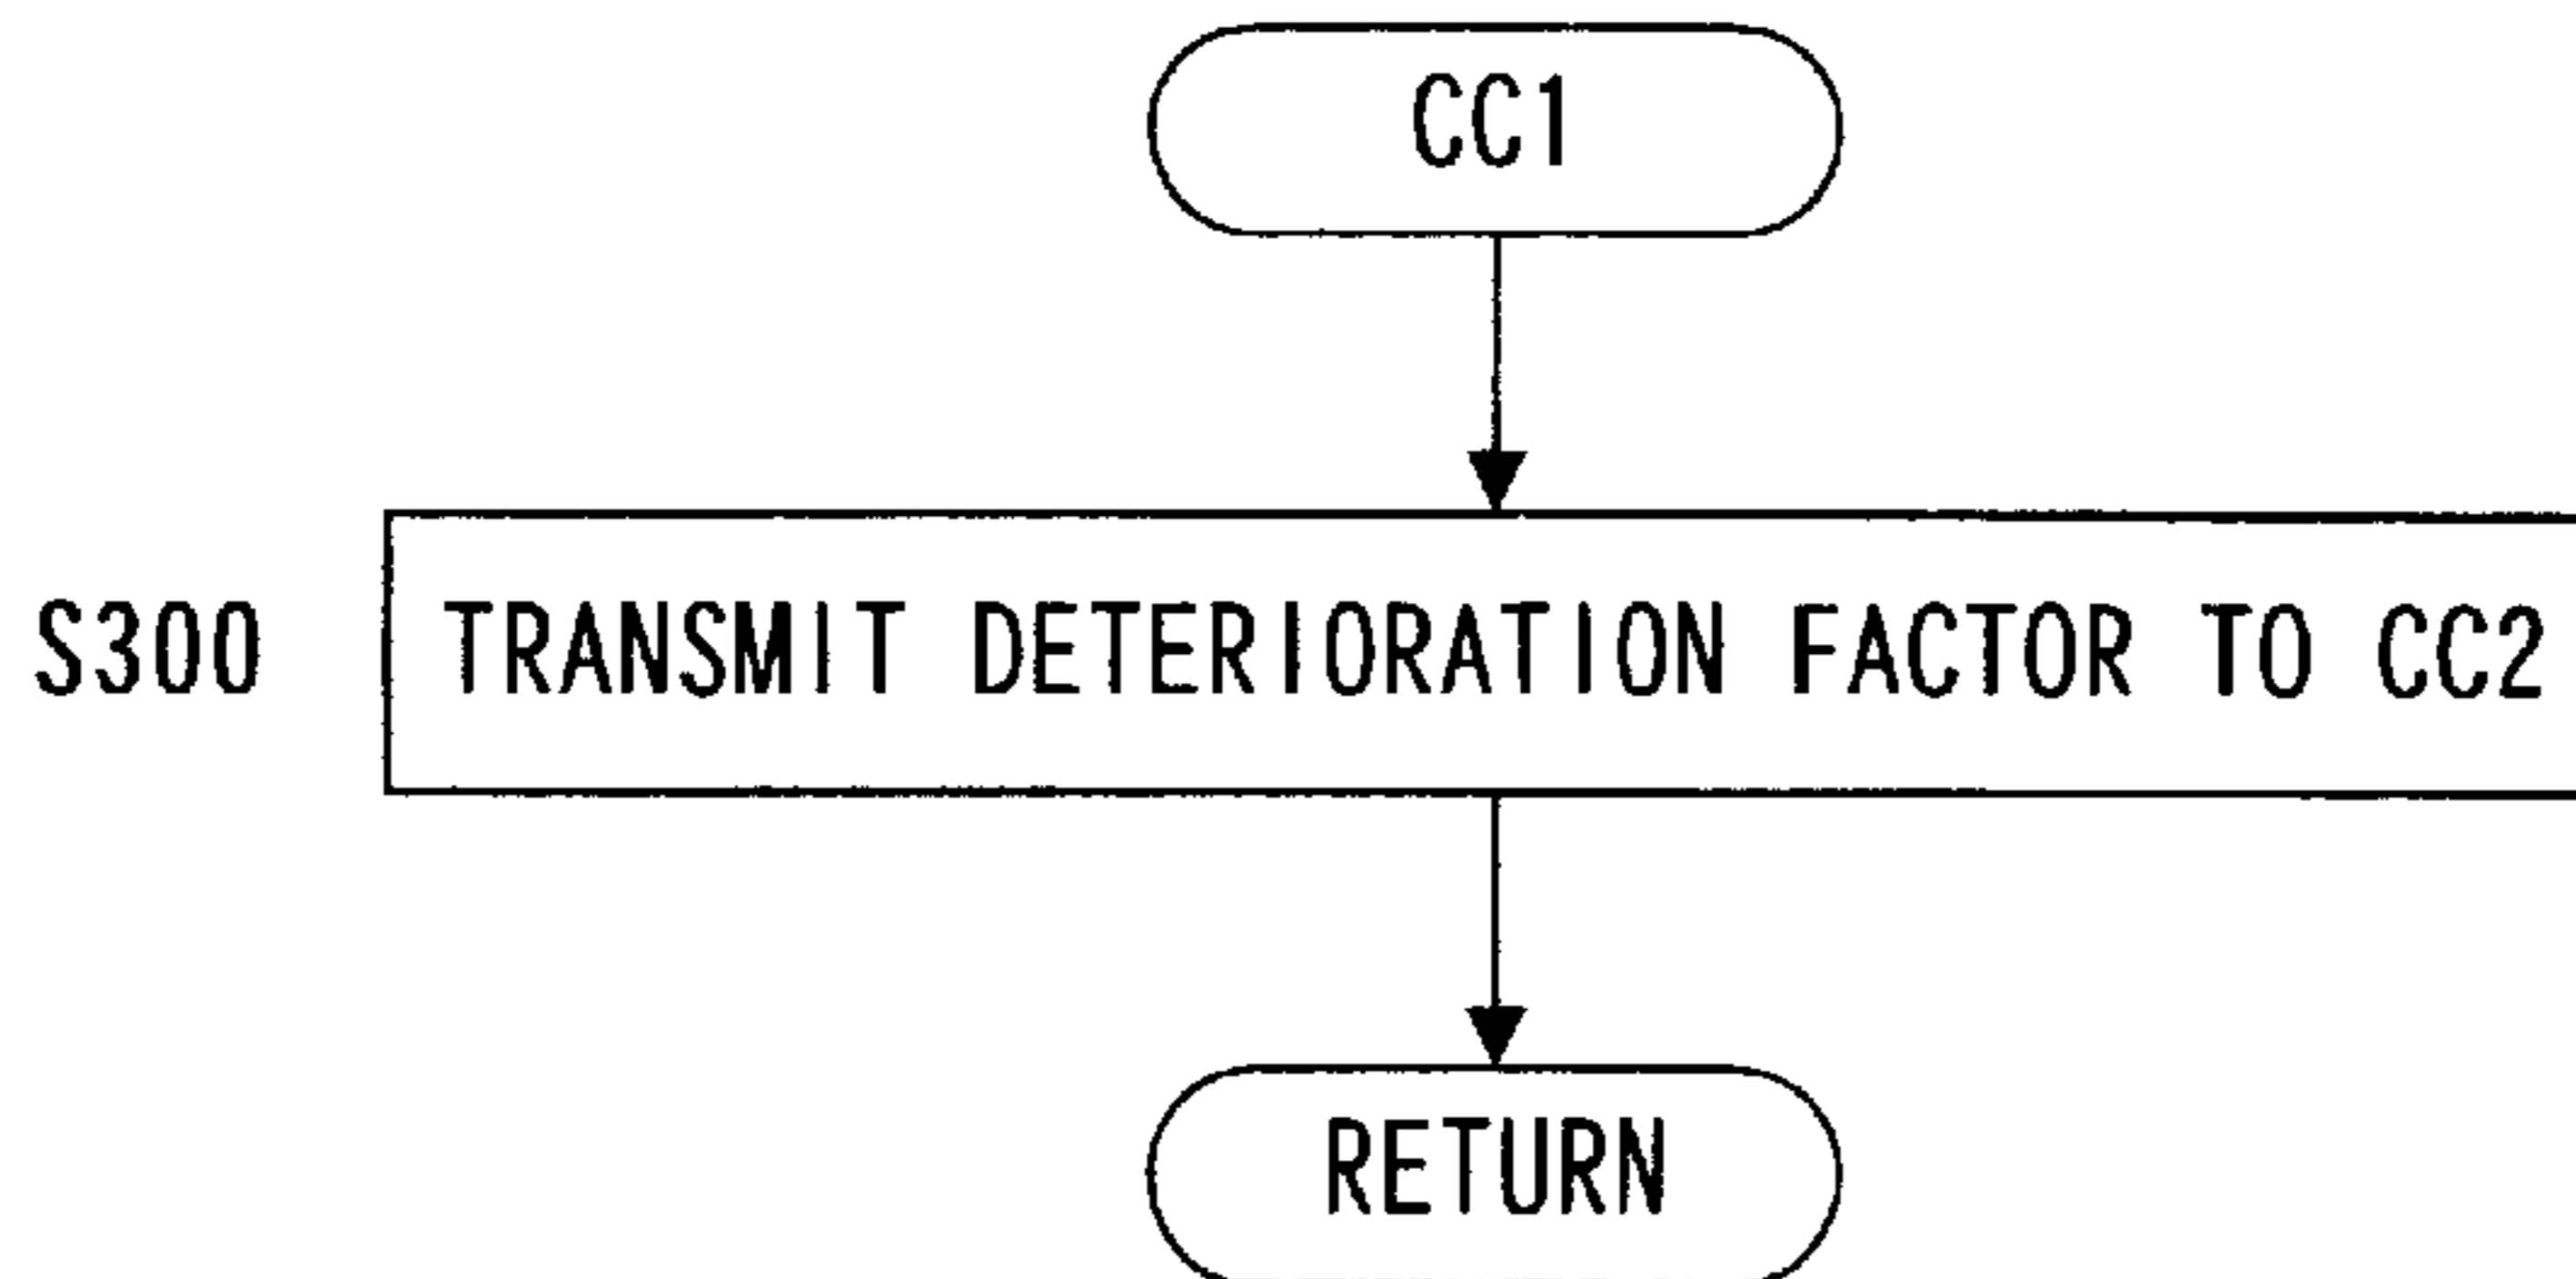 CC1
S300 TRANSMIT DETERIORATION FACTOR TO CC2
RETURN